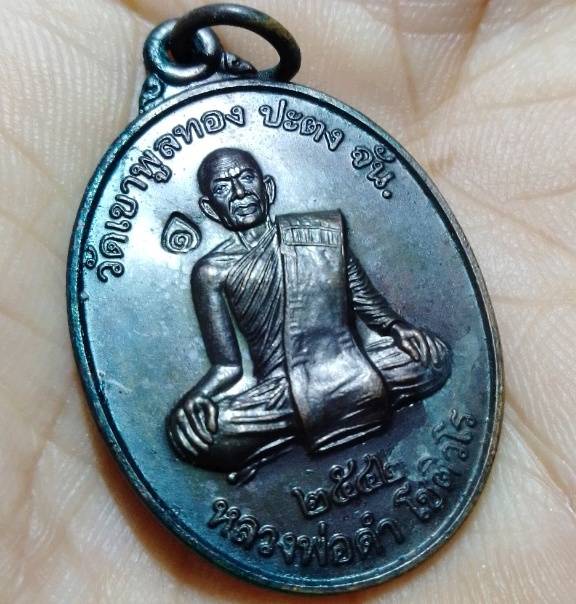 วัดเขาพูลทอง ปะตง จัน.
๑
๒๕๔๒
หลวงพ่อดำ โชติวโร